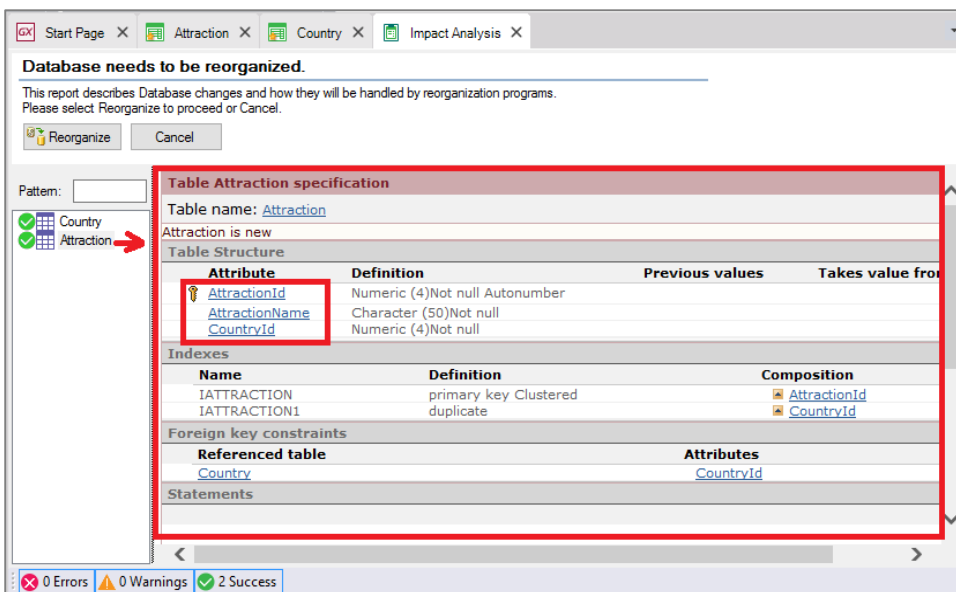 GX Start Page X Attraction X Country X Impact Analysis X
Database needs to be reorganized.
This report describes Database changes and how they will be handled by reorganization programs.
Please select Reorganize to proceed or Cancel.
Reorganize Cancel
Pattern:
Country
Attraction
Table Attraction specification
Table name: Attraction
Attraction is new
Table Structure
Attribute Definition Previous values Takes value from
AttractionId Numeric (4)Not null Autonumber
AttractionName Character (50)Not null
CountryId Numeric (4)Not null
Indexes
Name Definition Composition
IATTRACTION primary key Clustered AttractionId
IATTRACTION1 duplicate CountryId
Foreign key constraints
Referenced table Attributes
Country CountryId
Statements
0 Errors 0 Warnings 2 Success